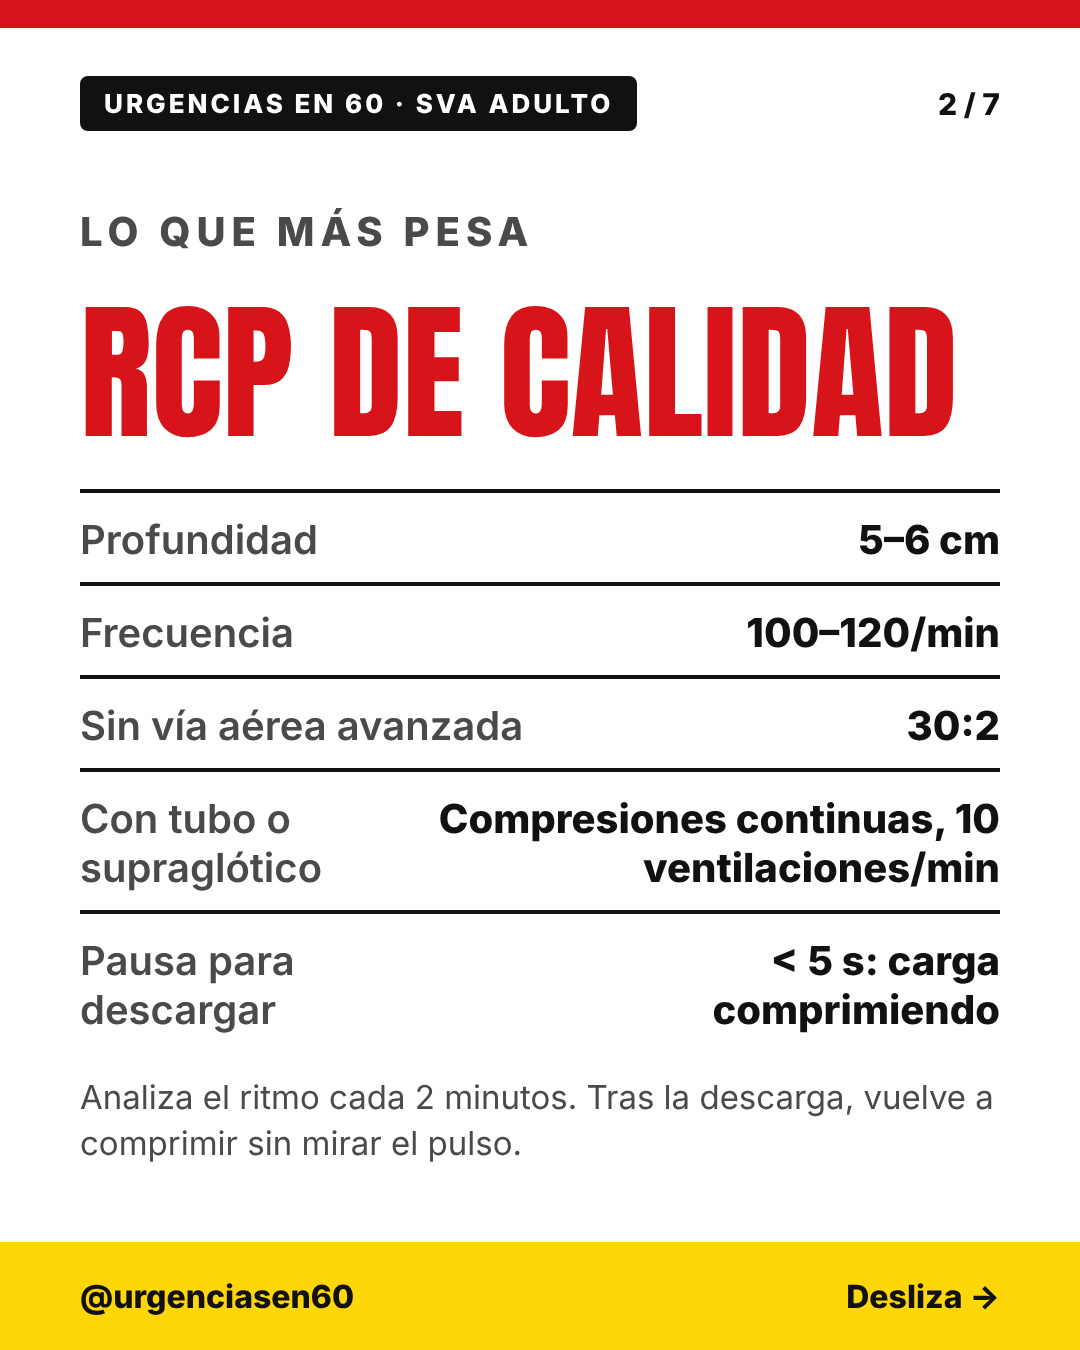 URGENCIAS EN 60 · SVA ADULTO
2 / 7
LO QUE MÁS PESA
RCP DE CALIDAD
Profundidad
5–6 cm
Frecuencia
100–120/min
Sin vía aérea avanzada
30:2
Con tubo o
supraglótico
Compresiones continuas, 10
ventilaciones/min
Pausa para
descargar
< 5 s: carga
comprimiendo
Analiza el ritmo cada 2 minutos. Tras la descarga, vuelve a
comprimir sin mirar el pulso.
@urgenciasen60
Desliza →